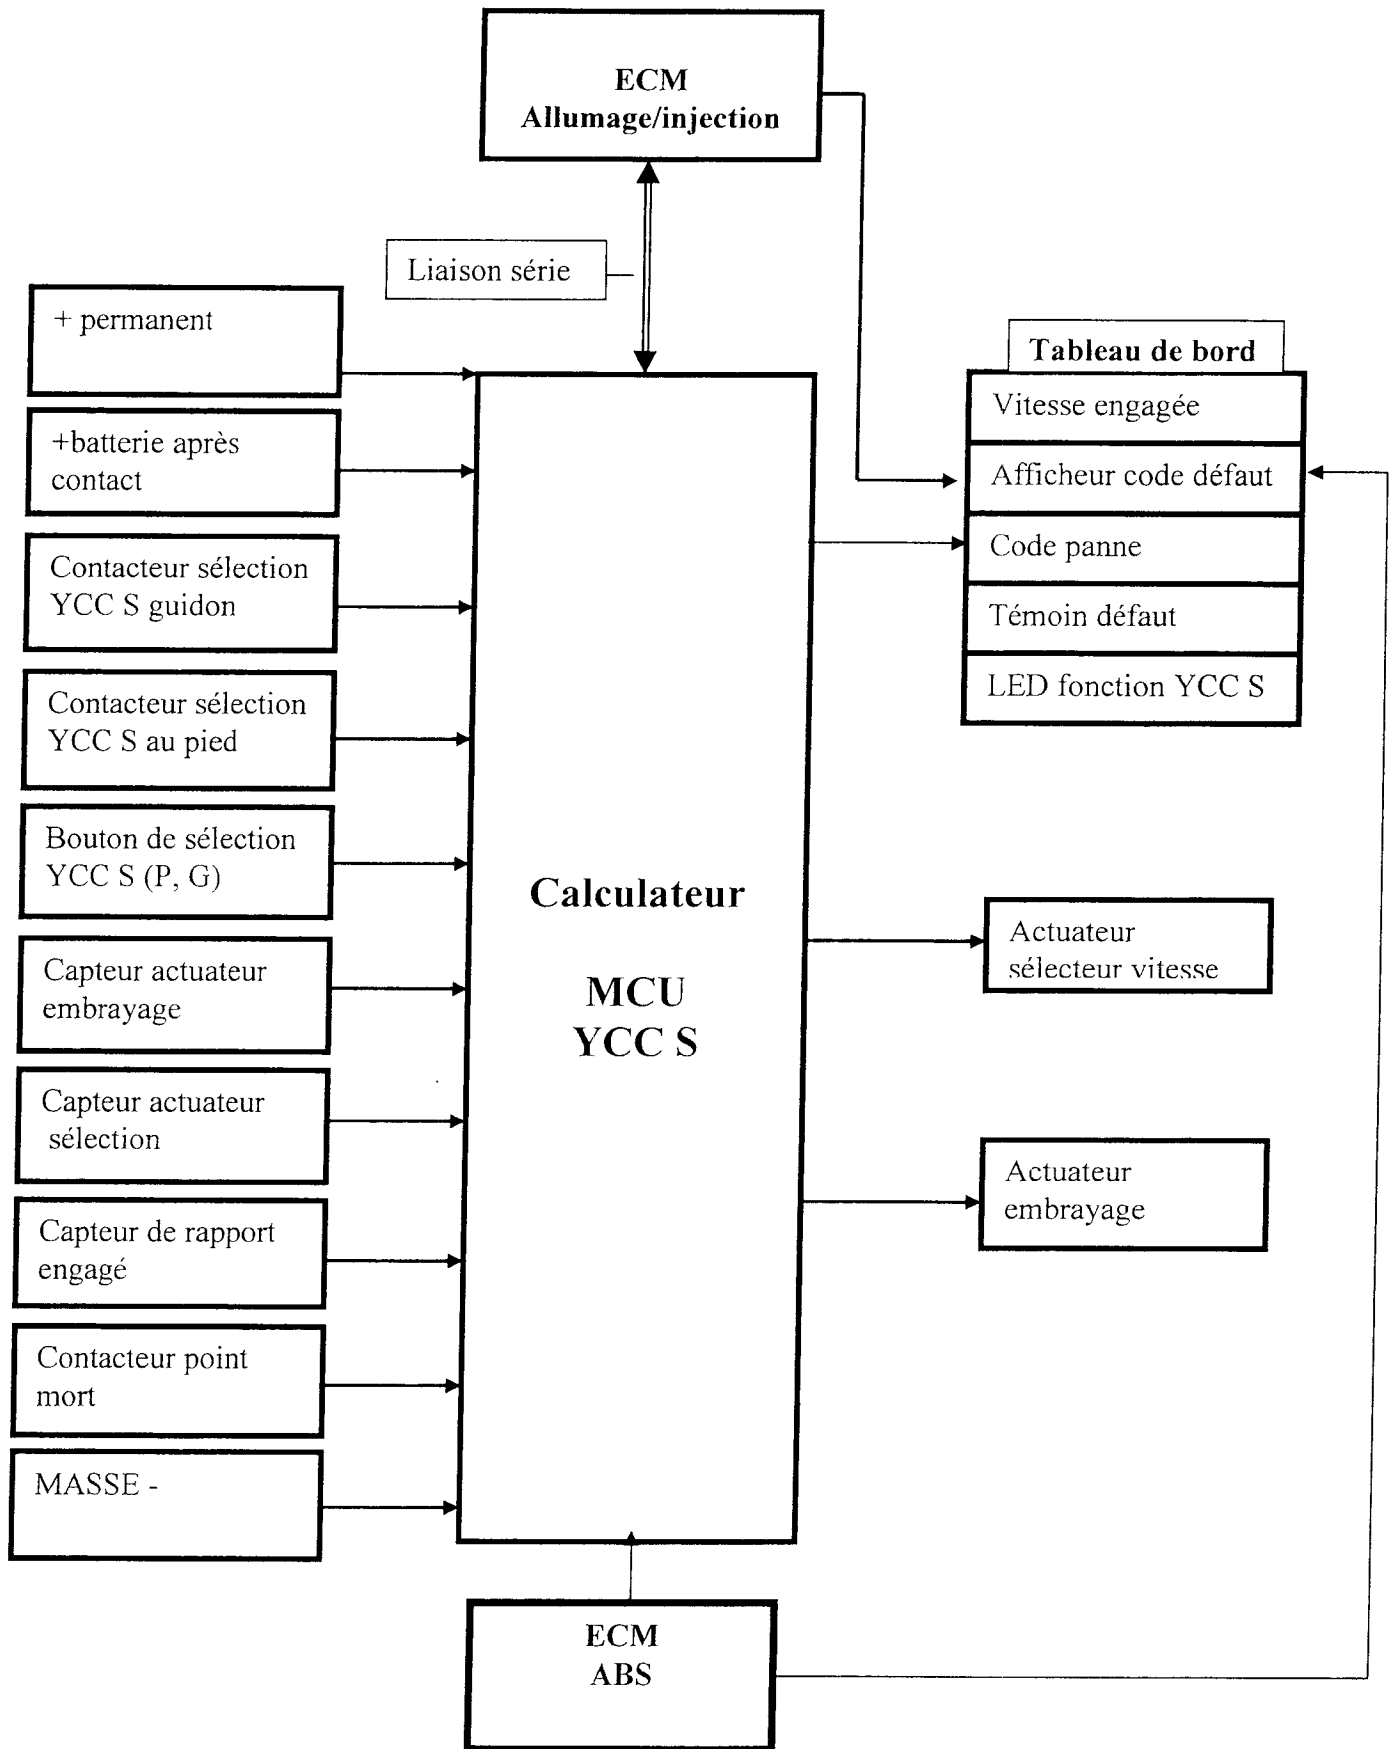 ECM
Allumage/injection
Liaison série
+ permanent
+batterie après
contact
Contacteur sélection
YCC S guidon
Contacteur sélection
YCC S au pied
Bouton de sélection
YCC S (P, G)
Capteur actuateur
embrayage
Capteur actuateur
sélection
Capteur de rapport
engagé
Contacteur point
mort
MASSE -
Calculateur
MCU
YCC S
Tableau de bord
Vitesse engagée
Afficheur code défaut
Code panne
Témoin défaut
LED fonction YCC S
Actuateur
sélecteur vitesse
Actuateur
embrayage
ECM
ABS